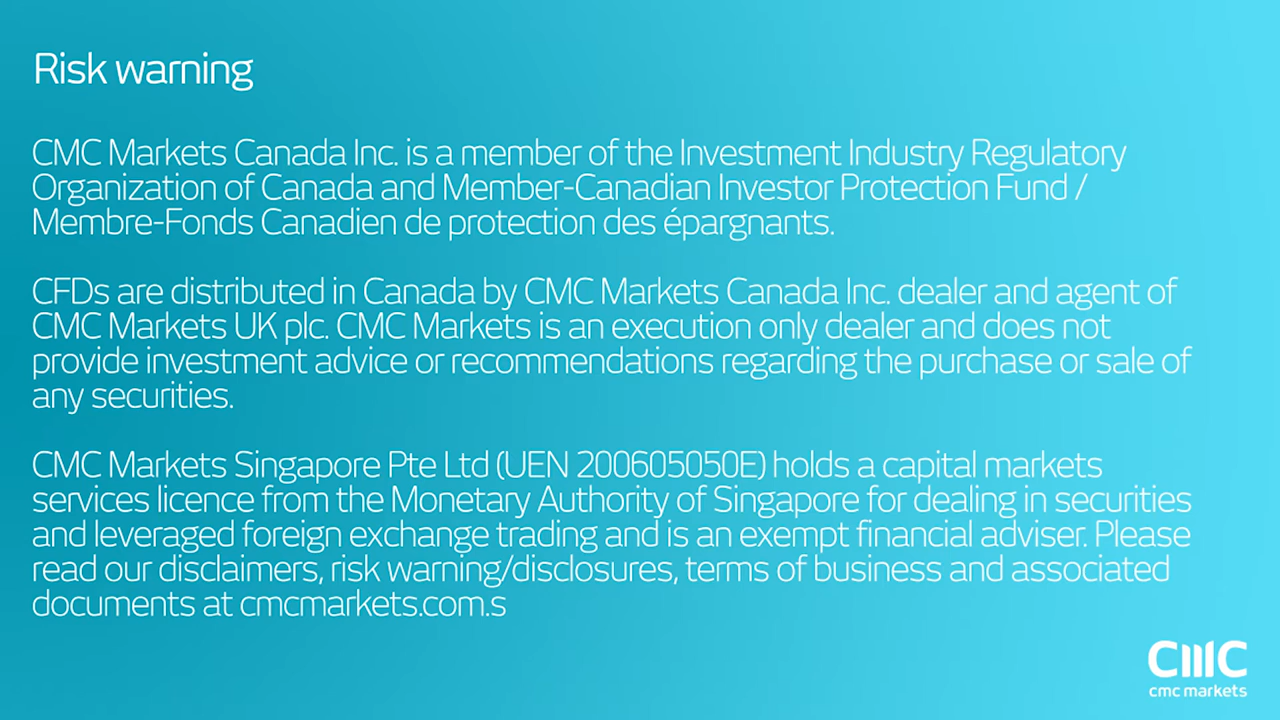 Risk warning
CMC Markets Canada Inc. is a member of the Investment Industry Regulatory
Organization of Canada and Member-Canadian Investor Protection Fund /
Membre-Fonds Canadien de protection des épargnants.
CFDs are distributed in Canada by CMC Markets Canada Inc. dealer and agent of
CMC Markets UK plc. CMC Markets is an execution only dealer and does not
provide investment advice or recommendations regarding the purchase or sale of
any securities.
CMC Markets Singapore Pte Ltd (UEN 200605050E) holds a capital markets
services licence from the Monetary Authority of Singapore for dealing in securities
and leveraged foreign exchange trading and is an exempt financial adviser. Please
read our disclaimers, risk warning/disclosures, terms of business and associated
documents at cmcmarkets.com.s
CMC
cmc markets